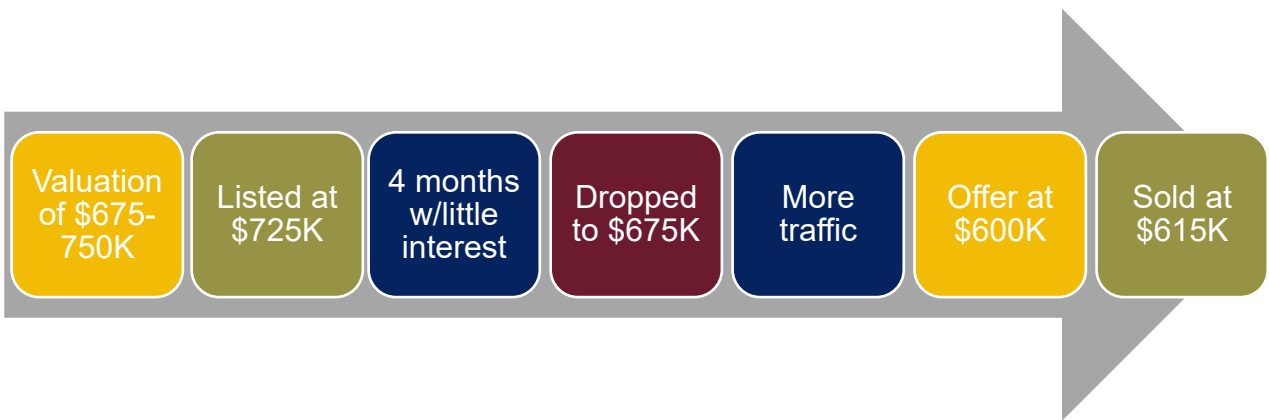 Valuation
of $675-
750K
Listed at
$725K
4 months
w/little
interest
Dropped
to $675K
More
traffic
Offer at
$600K
Sold at
$615K